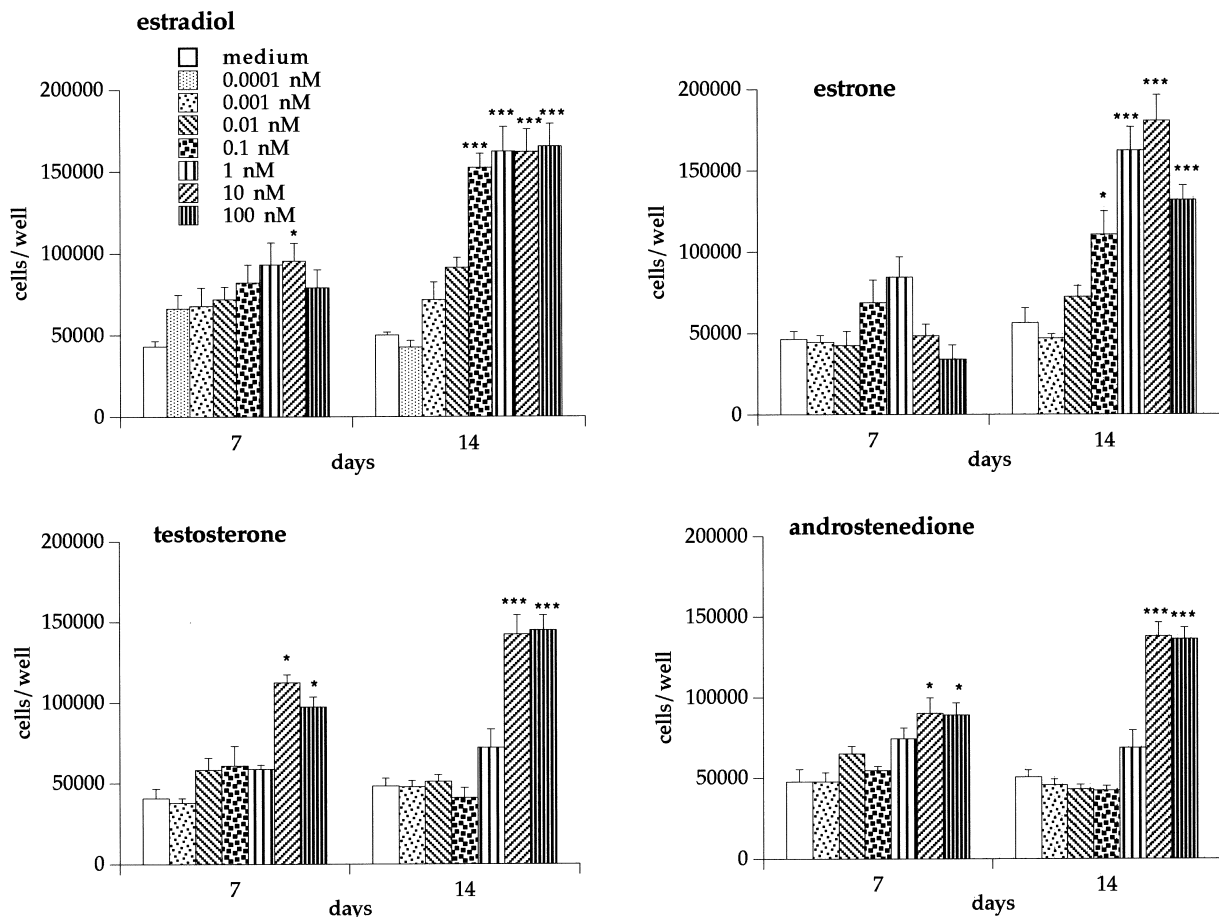 estradiol
medium
0.0001 nM
0.001 nM
0.01 nM
0.1 nM
1 nM
10 nM
100 nM
200000
150000
100000
50000
0
cells/well
*
***
***
***
***
7
14
days
estrone
200000
150000
100000
50000
0
cells/well
*
***
***
***
7
14
days
testosterone
200000
150000
100000
50000
0
cells/well
*
*
***
***
7
14
days
androstenedione
200000
150000
100000
50000
0
cells/well
*
*
***
***
7
14
days